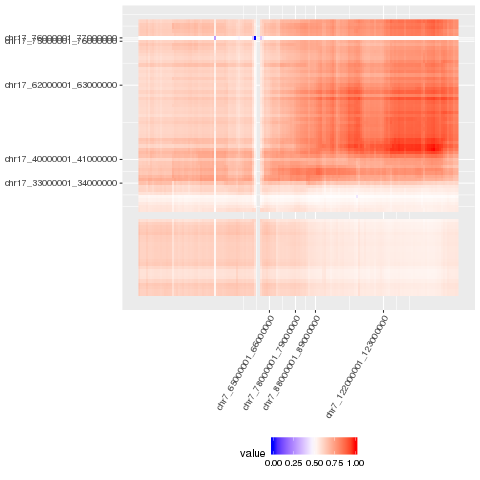 chr17_76000001_77000000
chr17_75000001_76000000
chr17_62000001_63000000
chr17_40000001_41000000
chr17_33000001_34000000
chr7_65000001_66000000
chr7_78000001_79000000
chr7_88000001_89000000
chr7_122000001_123000000
value
0.00 0.25 0.50 0.75 1.00